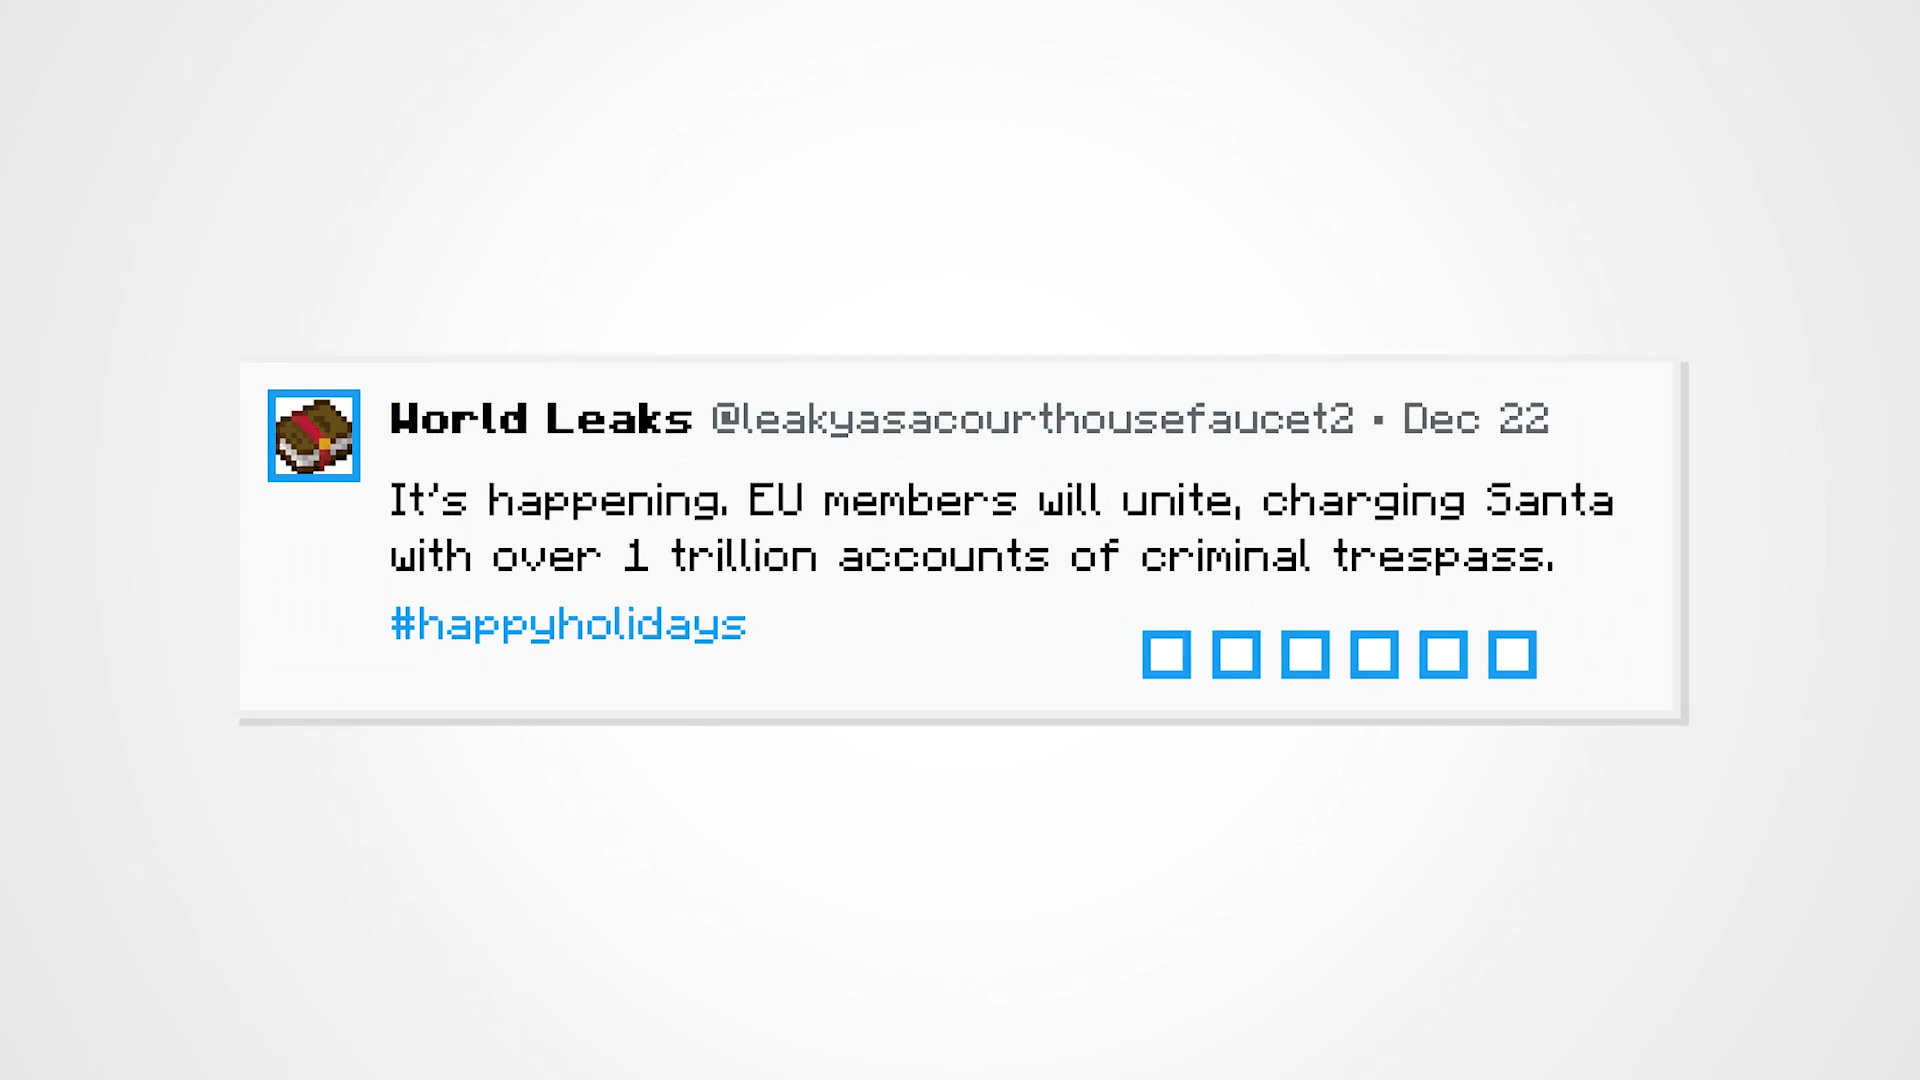 World Leaks @leakyasacourthousefaucet2 • Dec 22
It's happening. EU members will unite, charging Santa
with over 1 trillion accounts of criminal trespass.
#happyholidays